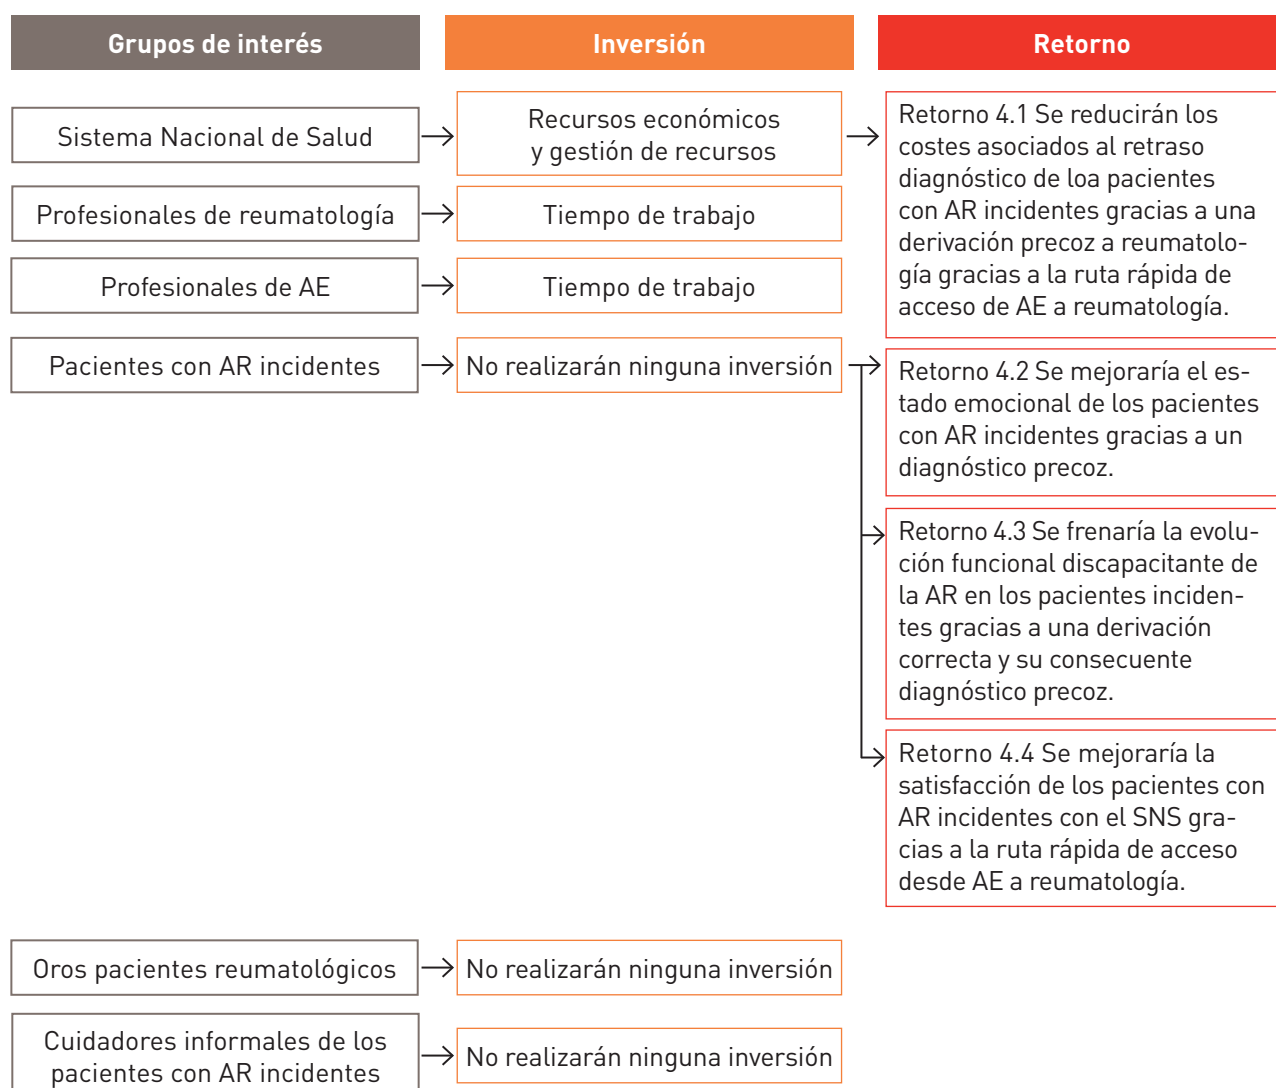 Grupos de interés
Inversión
Retorno
Sistema Nacional de Salud
Recursos económicos
y gestión de recursos
Retorno 4.1 Se reducirán los
costes asociados al retraso
diagnóstico de loa pacientes
con AR incidentes gracias a una
derivación precoz a reumatolo-
gía gracias a la ruta rápida de
acceso de AE a reumatología.
Profesionales de reumatología
Tiempo de trabajo
Profesionales de AE
Tiempo de trabajo
Pacientes con AR incidentes
No realizarán ninguna inversión
Retorno 4.2 Se mejoraría el es-
tado emocional de los pacientes
con AR incidentes gracias a un
diagnóstico precoz.
Retorno 4.3 Se frenaría la evolu-
ción funcional discapacitante de
la AR en los pacientes inciden-
tes gracias a una derivación
correcta y su consecuente
diagnóstico precoz.
Retorno 4.4 Se mejoraría la
satisfacción de los pacientes con
AR incidentes con el SNS gra-
cias a la ruta rápida de acceso
desde AE a reumatología.
Oros pacientes reumatológicos
No realizarán ninguna inversión
Cuidadores informales de los
pacientes con AR incidentes
No realizarán ninguna inversión